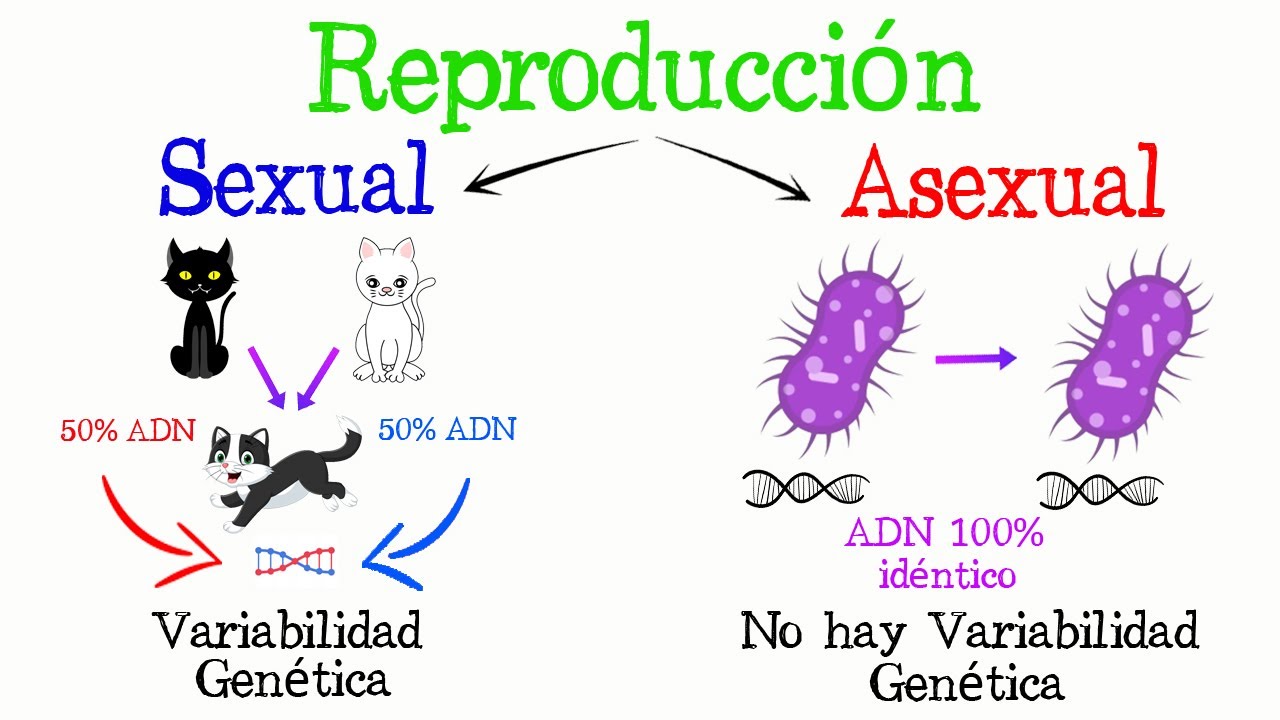 Reproducción
Sexual
Asexual
50% ADN
50% ADN
Variabilidad
Genética
ADN 100%
idéntico
No hay Variabilidad
Genética